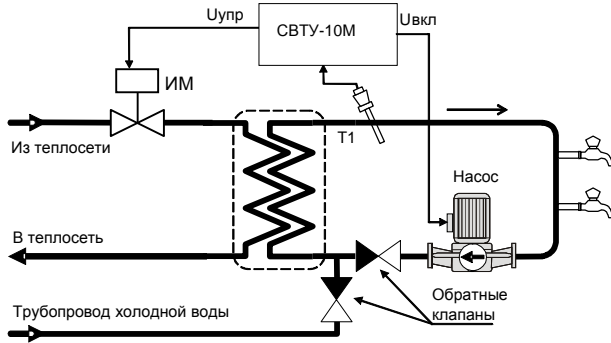 Uупр
СВТУ-10М
Uвкл
ИМ
Из теплосети
Т1
Насос
В теплосеть
Обратные
клапаны
Трубопровод холодной воды